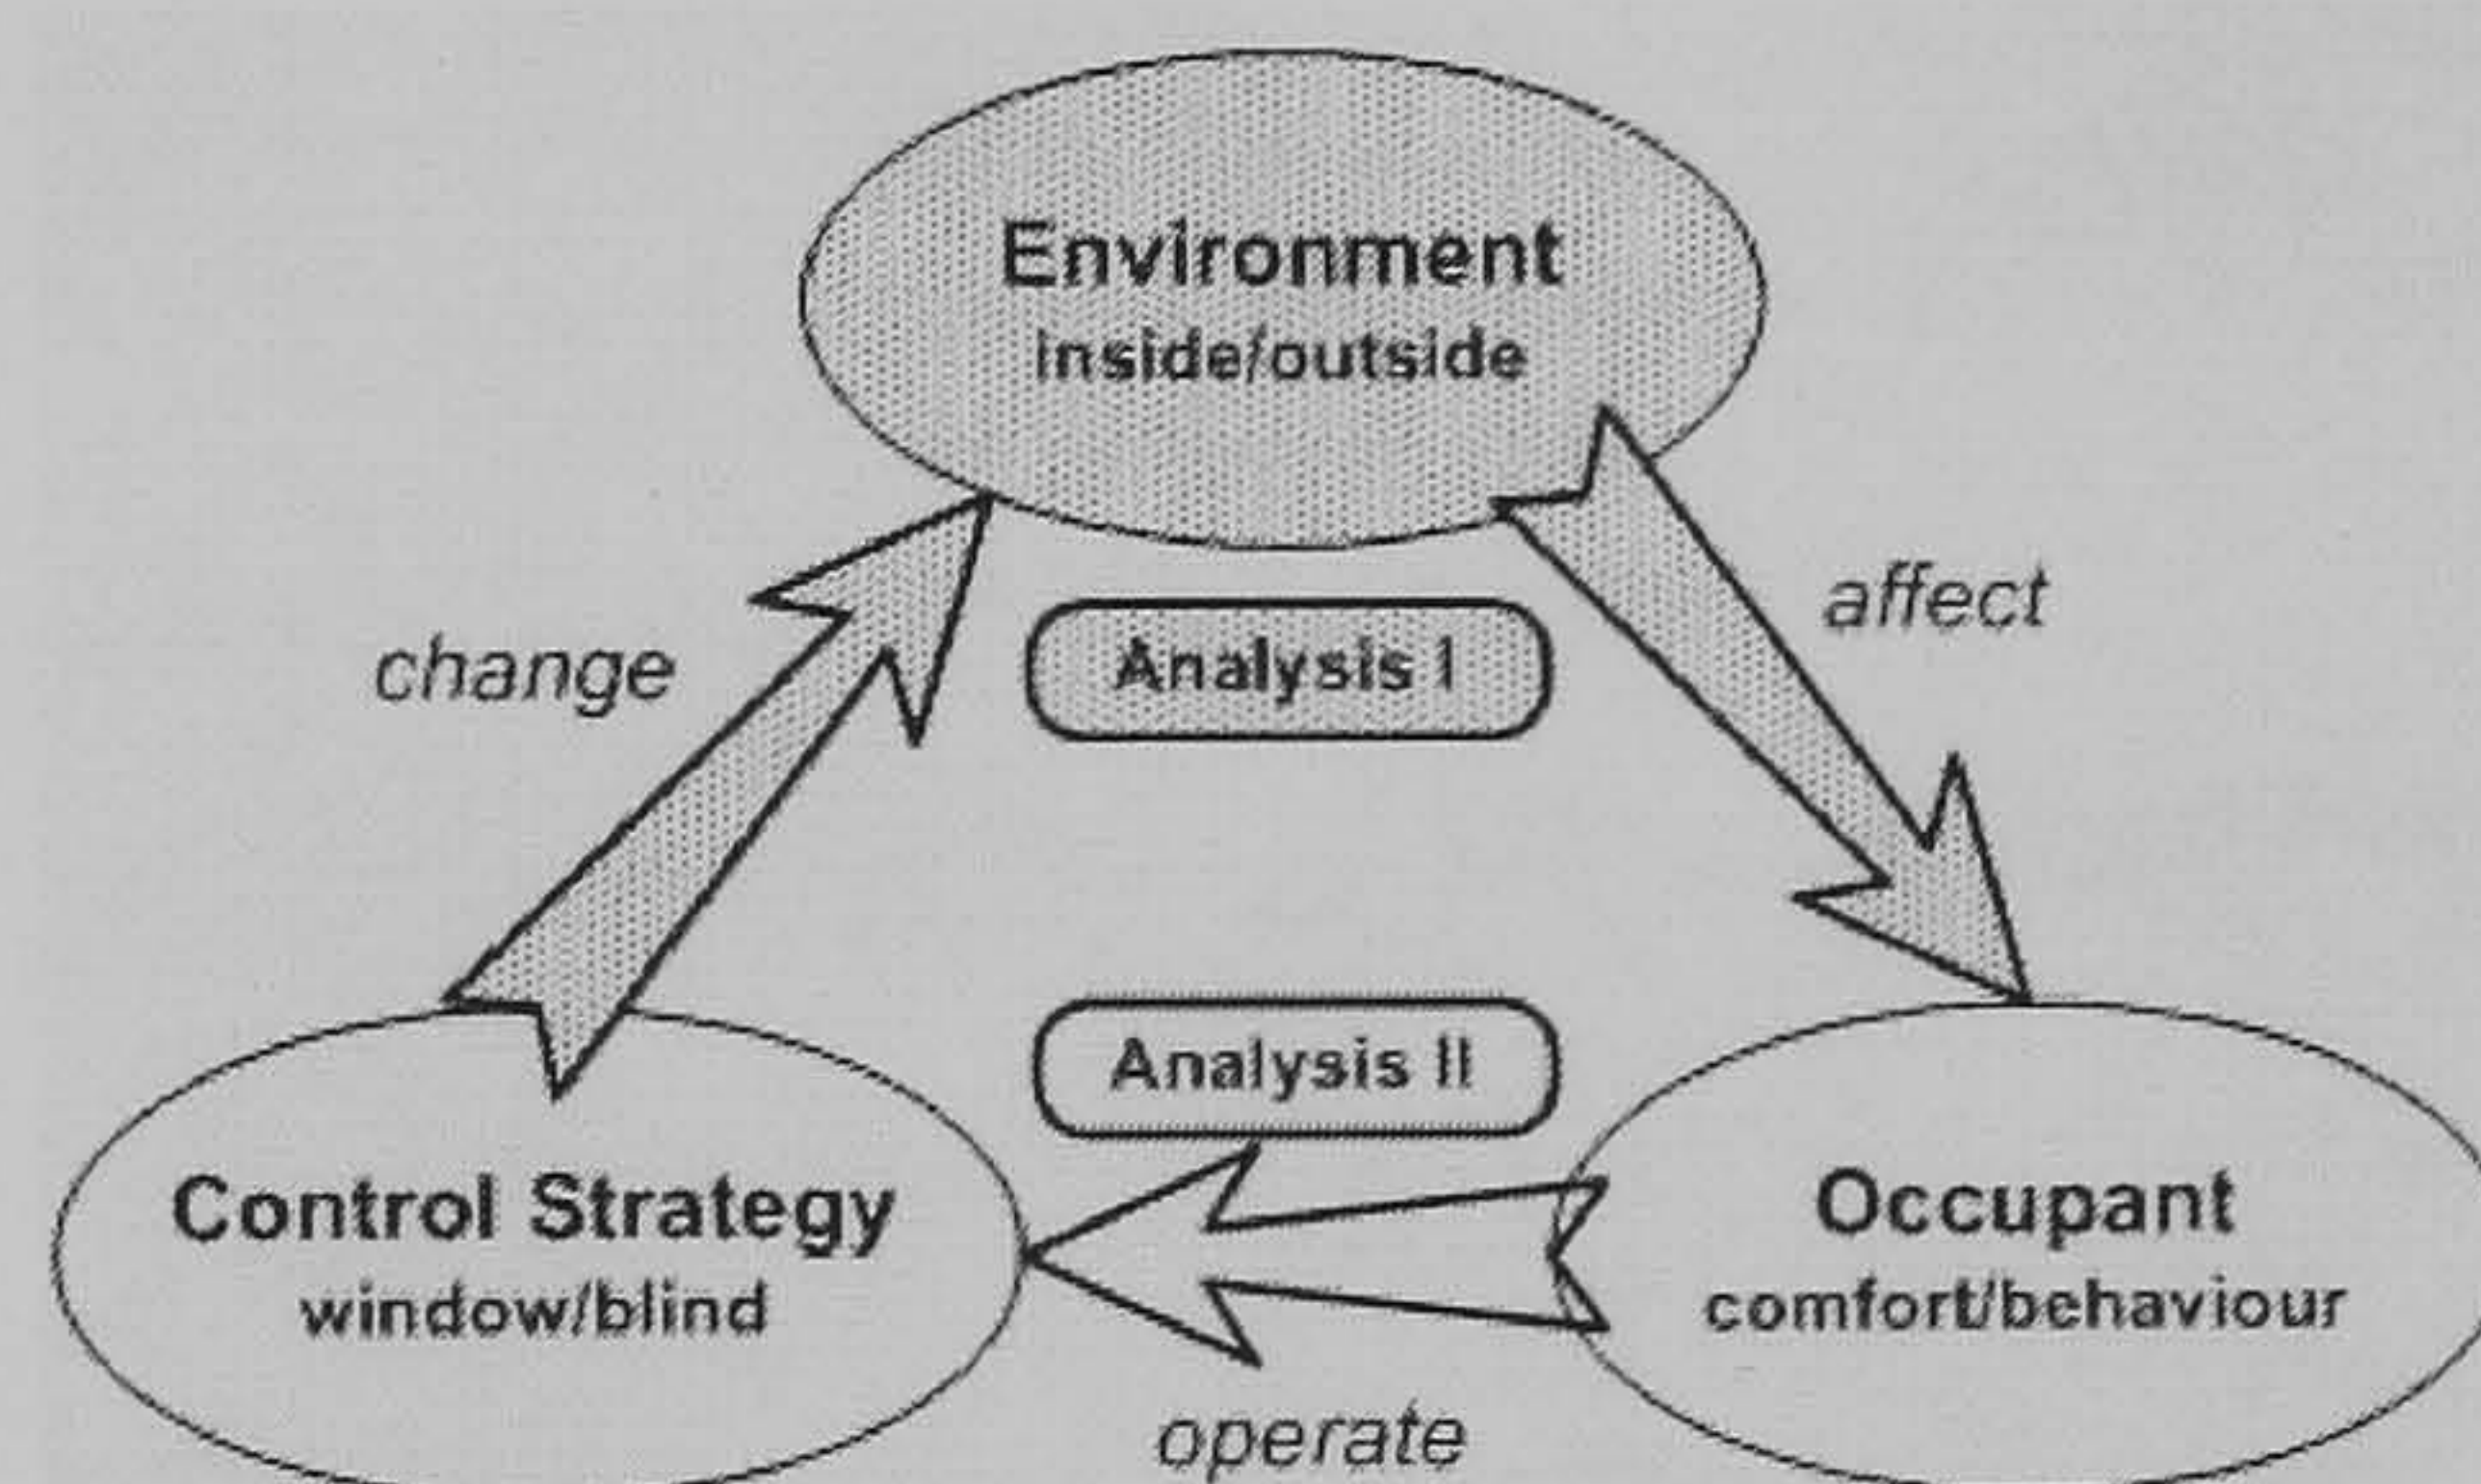 Environment
inside/outside
affect
Analysis I
change
Analysis II
Control Strategy
window/blind
Occupant
comfort/behaviour
operate